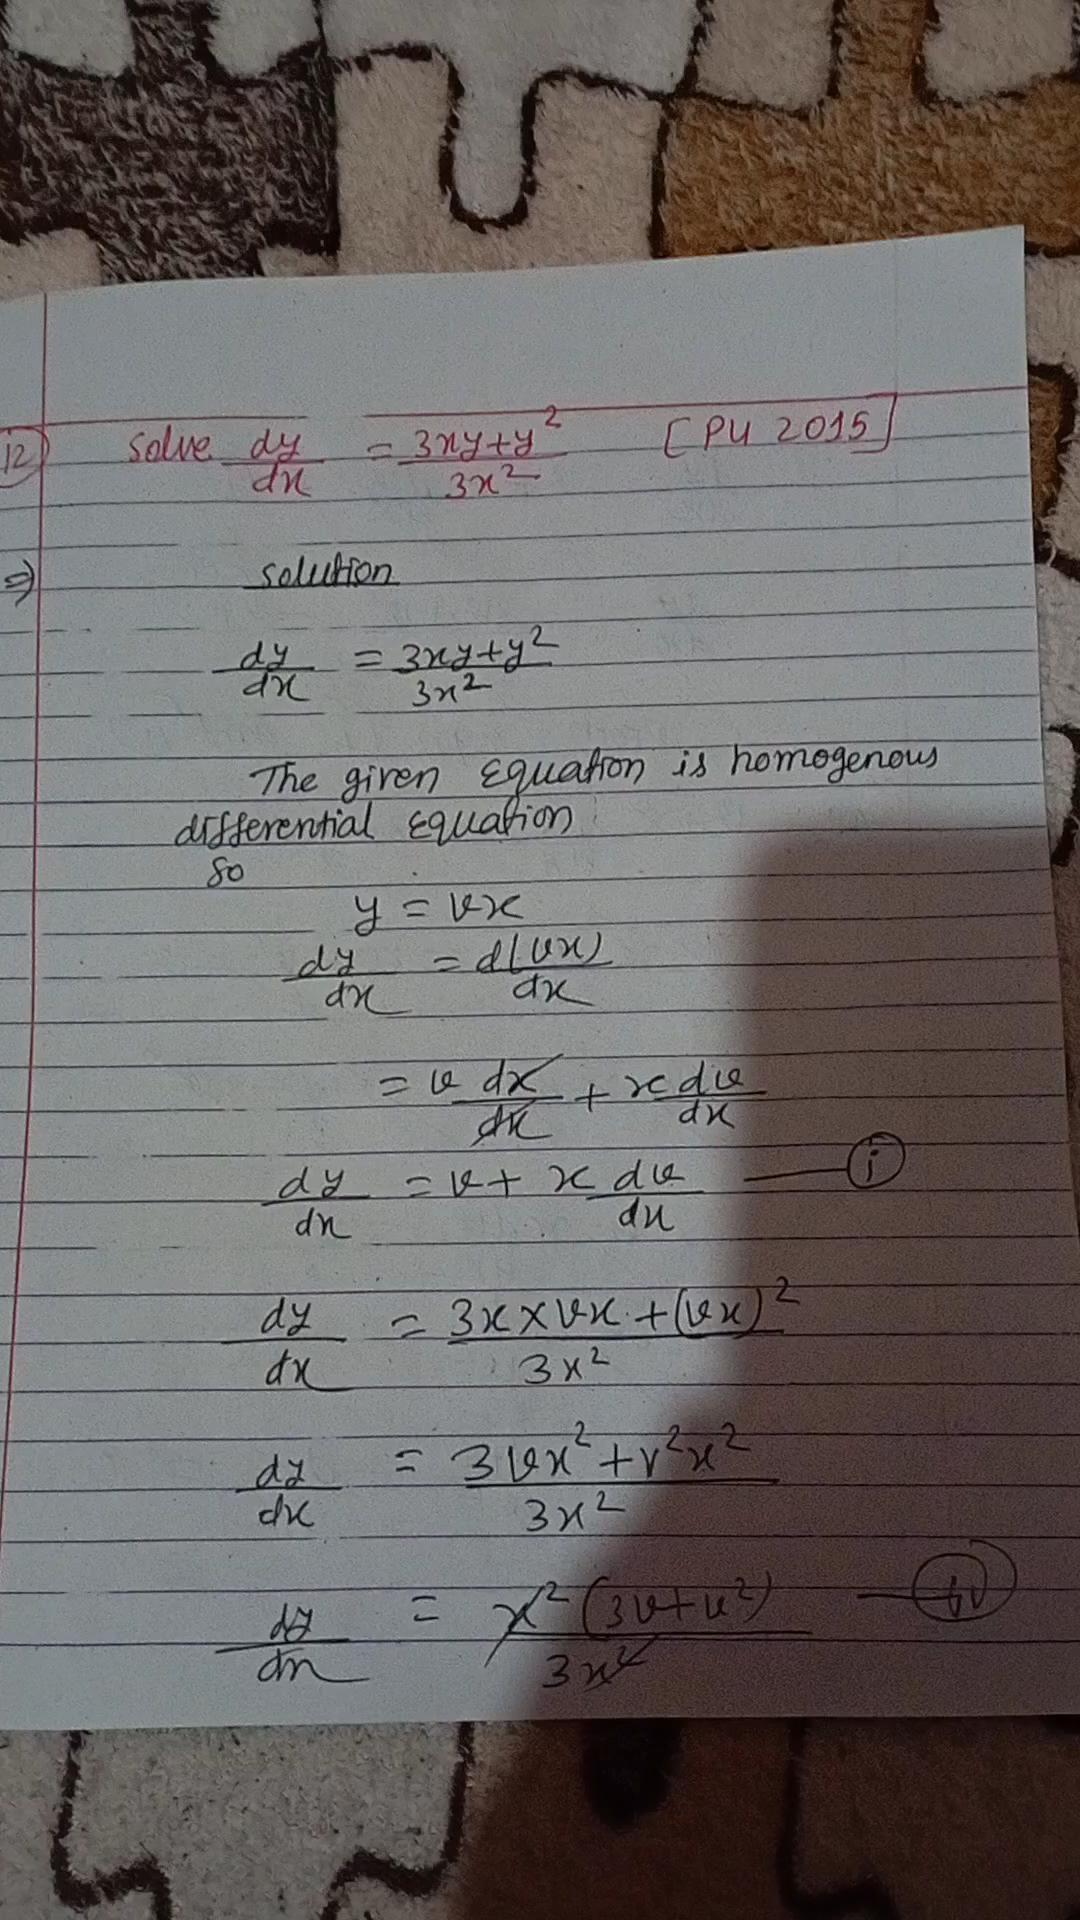 12) Solve dy/dx = 3xy+y²/3x² [PU 2015]
=> solution
dy/dx = 3xy+y²/3x²
The given Equation is homogenous
differential Equation
so
y = vx
dy/dx = d(vx)/dx
= v dx/dx + x dv/dx
dy/dx = v + x dv/dx — (i)
dy/dx = 3x × vx + (vx)²/3x²
dy/dx = 3vx² + v²x²/3x²
dy/dx = x²(3v+v²)/3x²